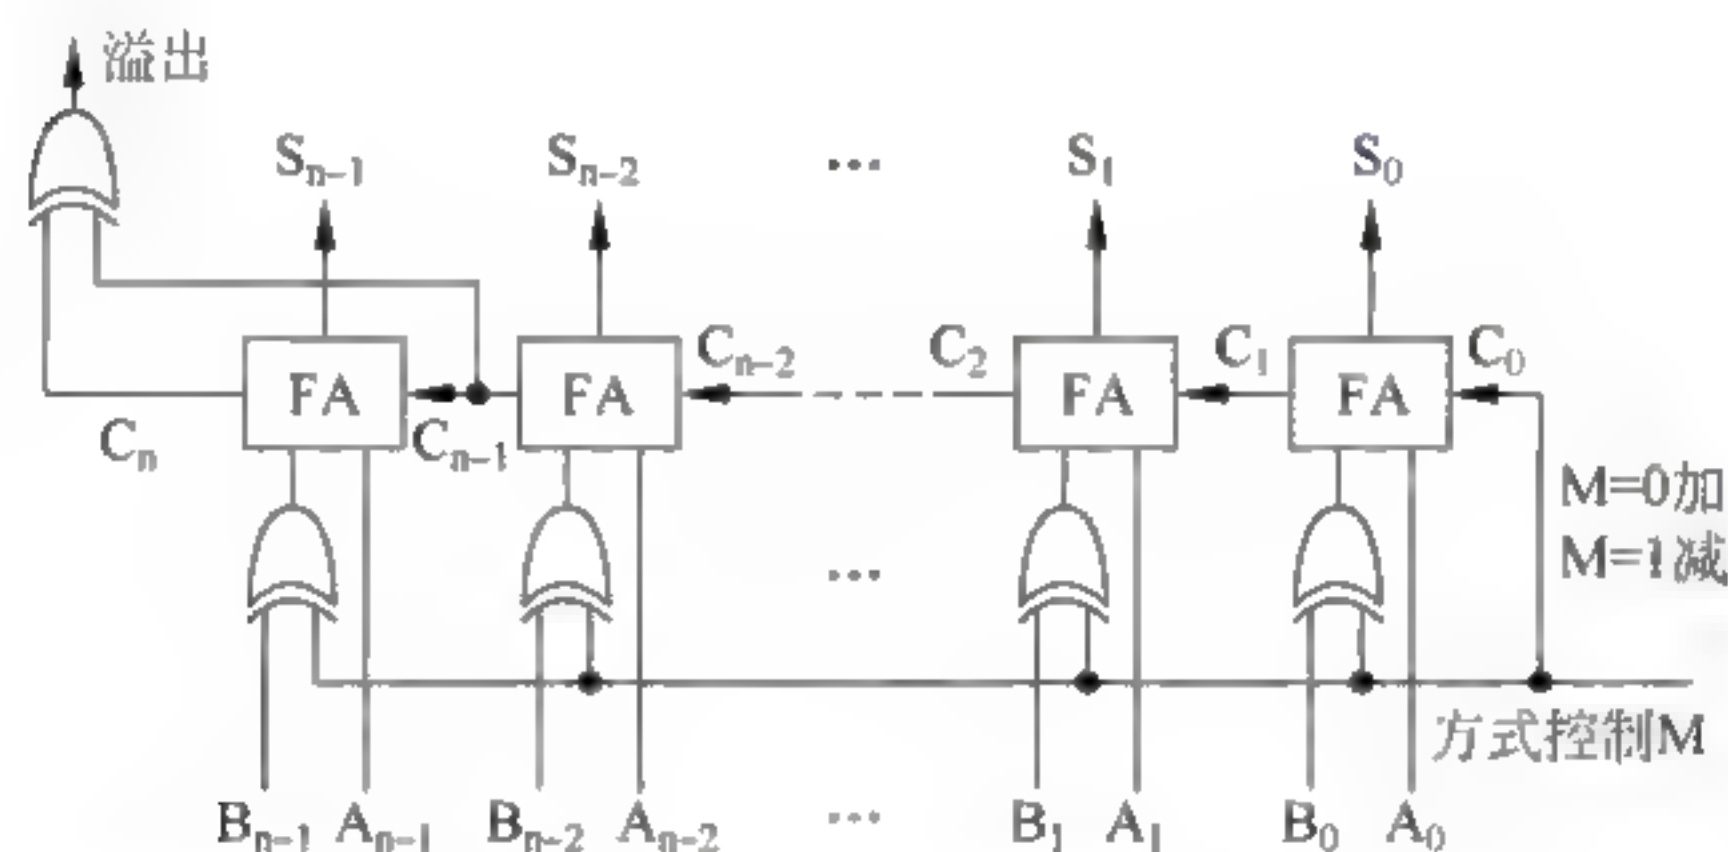 溢出
Sₙ₋₁ Sₙ₋₂ ... S₁ S₀
FA FA FA FA
Cₙ Cₙ₋₁ Cₙ₋₂ C₂ C₁ C₀
M=0加
M=1减
...
方式控制M
Bₙ₋₁ Aₙ₋₁ Bₙ₋₂ Aₙ₋₂ ... B₁ A₁ B₀ A₀